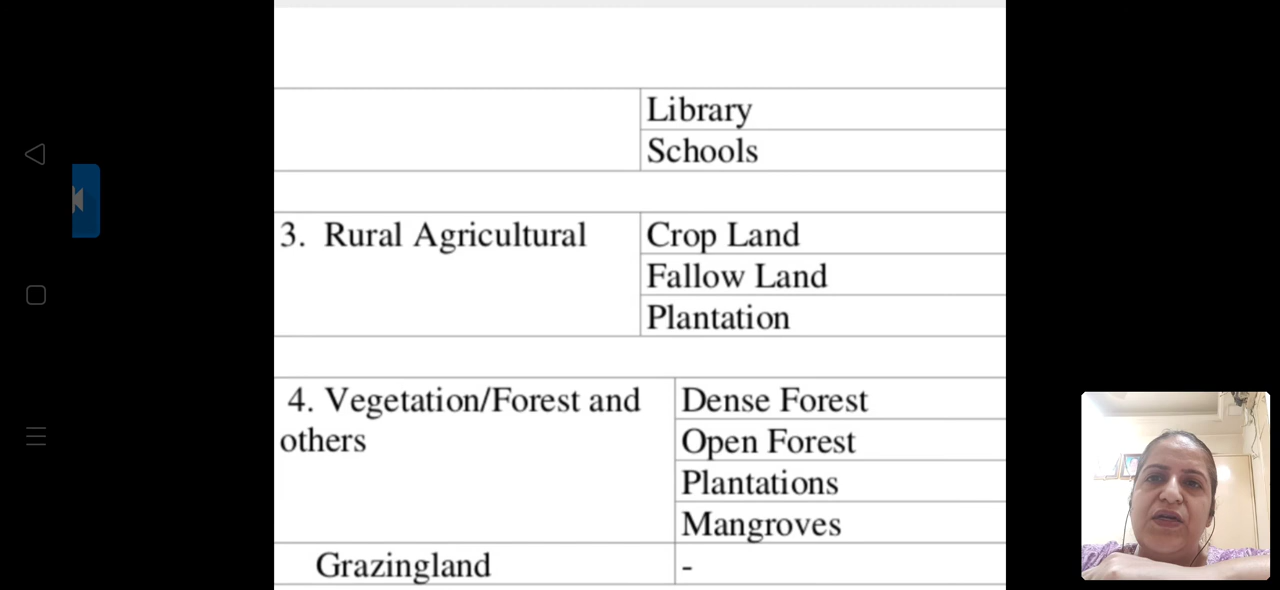 Library
Schools
3. Rural Agricultural
Crop Land
Fallow Land
Plantation
4. Vegetation/Forest and
others
Dense Forest
Open Forest
Plantations
Mangroves
Grazingland
-